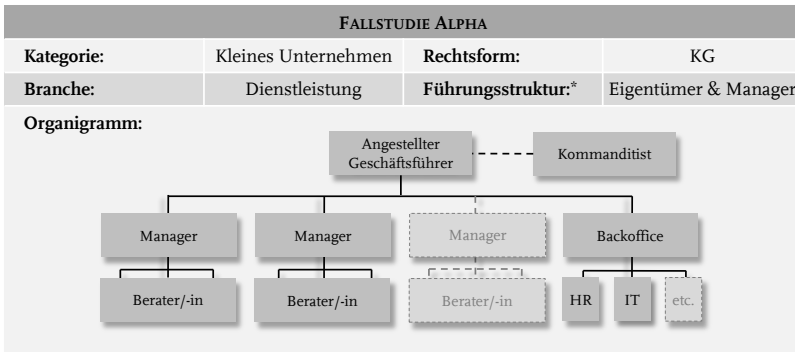 FALLSTUDIE ALPHA
Kategorie: Kleines Unternehmen Rechtsform: KG
Branche: Dienstleistung Führungsstruktur:* Eigentümer & Manager
Organigramm:
Angestellter
Geschäftsführer
Kommanditist
Manager Manager Manager Backoffice
Berater/-in Berater/-in Berater/-in HR IT etc.